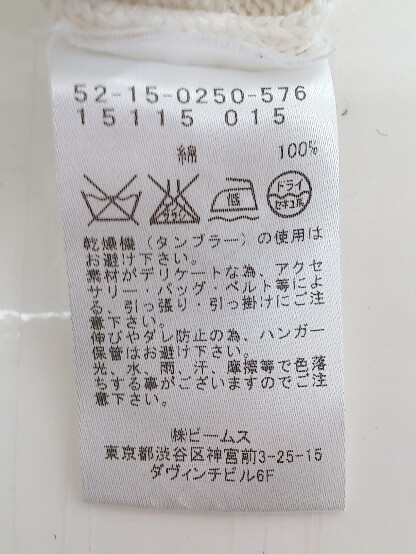 52-15-0250-576
15115 015
綿 100%
エンソサラシ
低
ドライ
セキユ系
乾燥機（タンブラー）の使用は
お避け下さい。
素材がデリケートな為、アクセ
サリー・バッグ・ベルト等によ
る、引っ張り・引っ掛けにご注
意下さい。
伸びやダレ防止の為、ハンガー
保管はお避け下さい。
光、水、雨、汗、摩擦等で色落
ちする事がございますのでご注
意下さい。
㈱ビームス
東京都渋谷区神宮前3-25-15
ダヴィンチビル6F